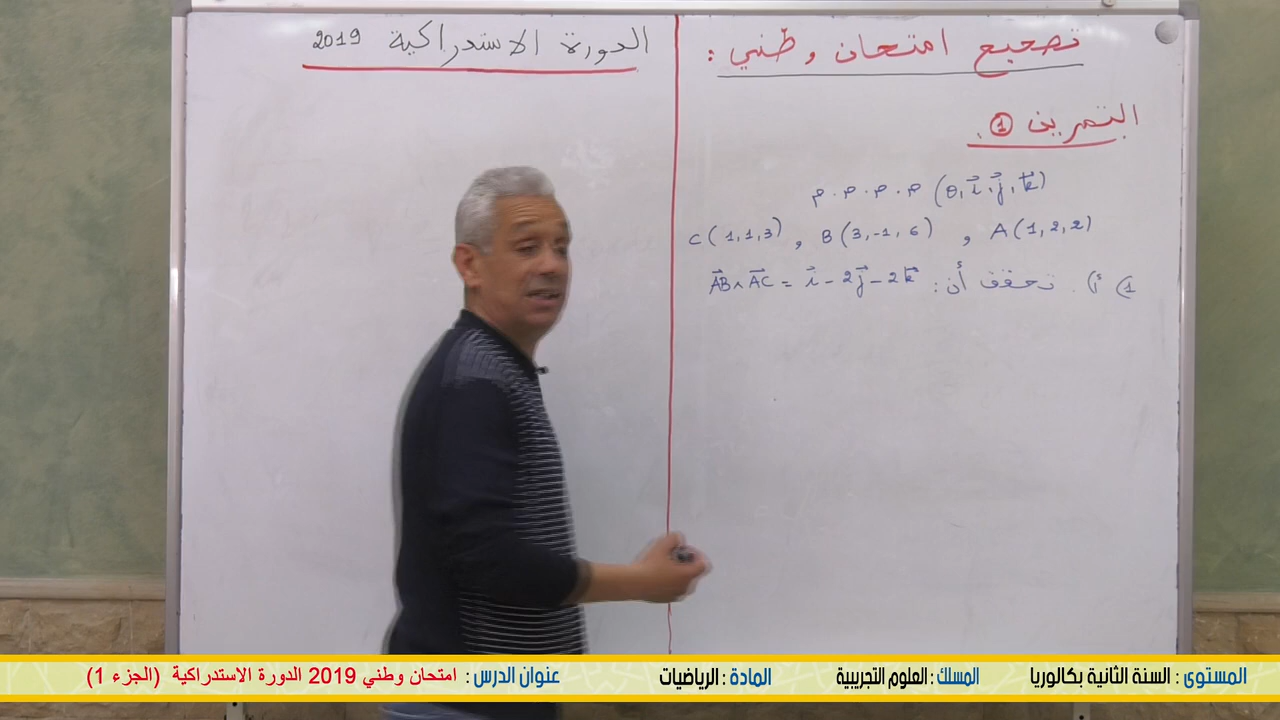 تصحيح امتحان وطني :
الدورة الاستدراكية 2019
التمرين ①
م.م.م.م (O, i⃗, j⃗, k⃗)
A(1,2,2) , B(3,-1,6) , C(1,1,3)
1) أ). تحقق أن : AB⃗ ∧ AC⃗ = i⃗ - 2j⃗ - 2k⃗
المستوى : السنة الثانية بكالوريا المسلك : العلوم التجريبية المادة : الرياضيات عنوان الدرس : امتحان وطني 2019 الدورة الاستدراكية (الجزء 1)